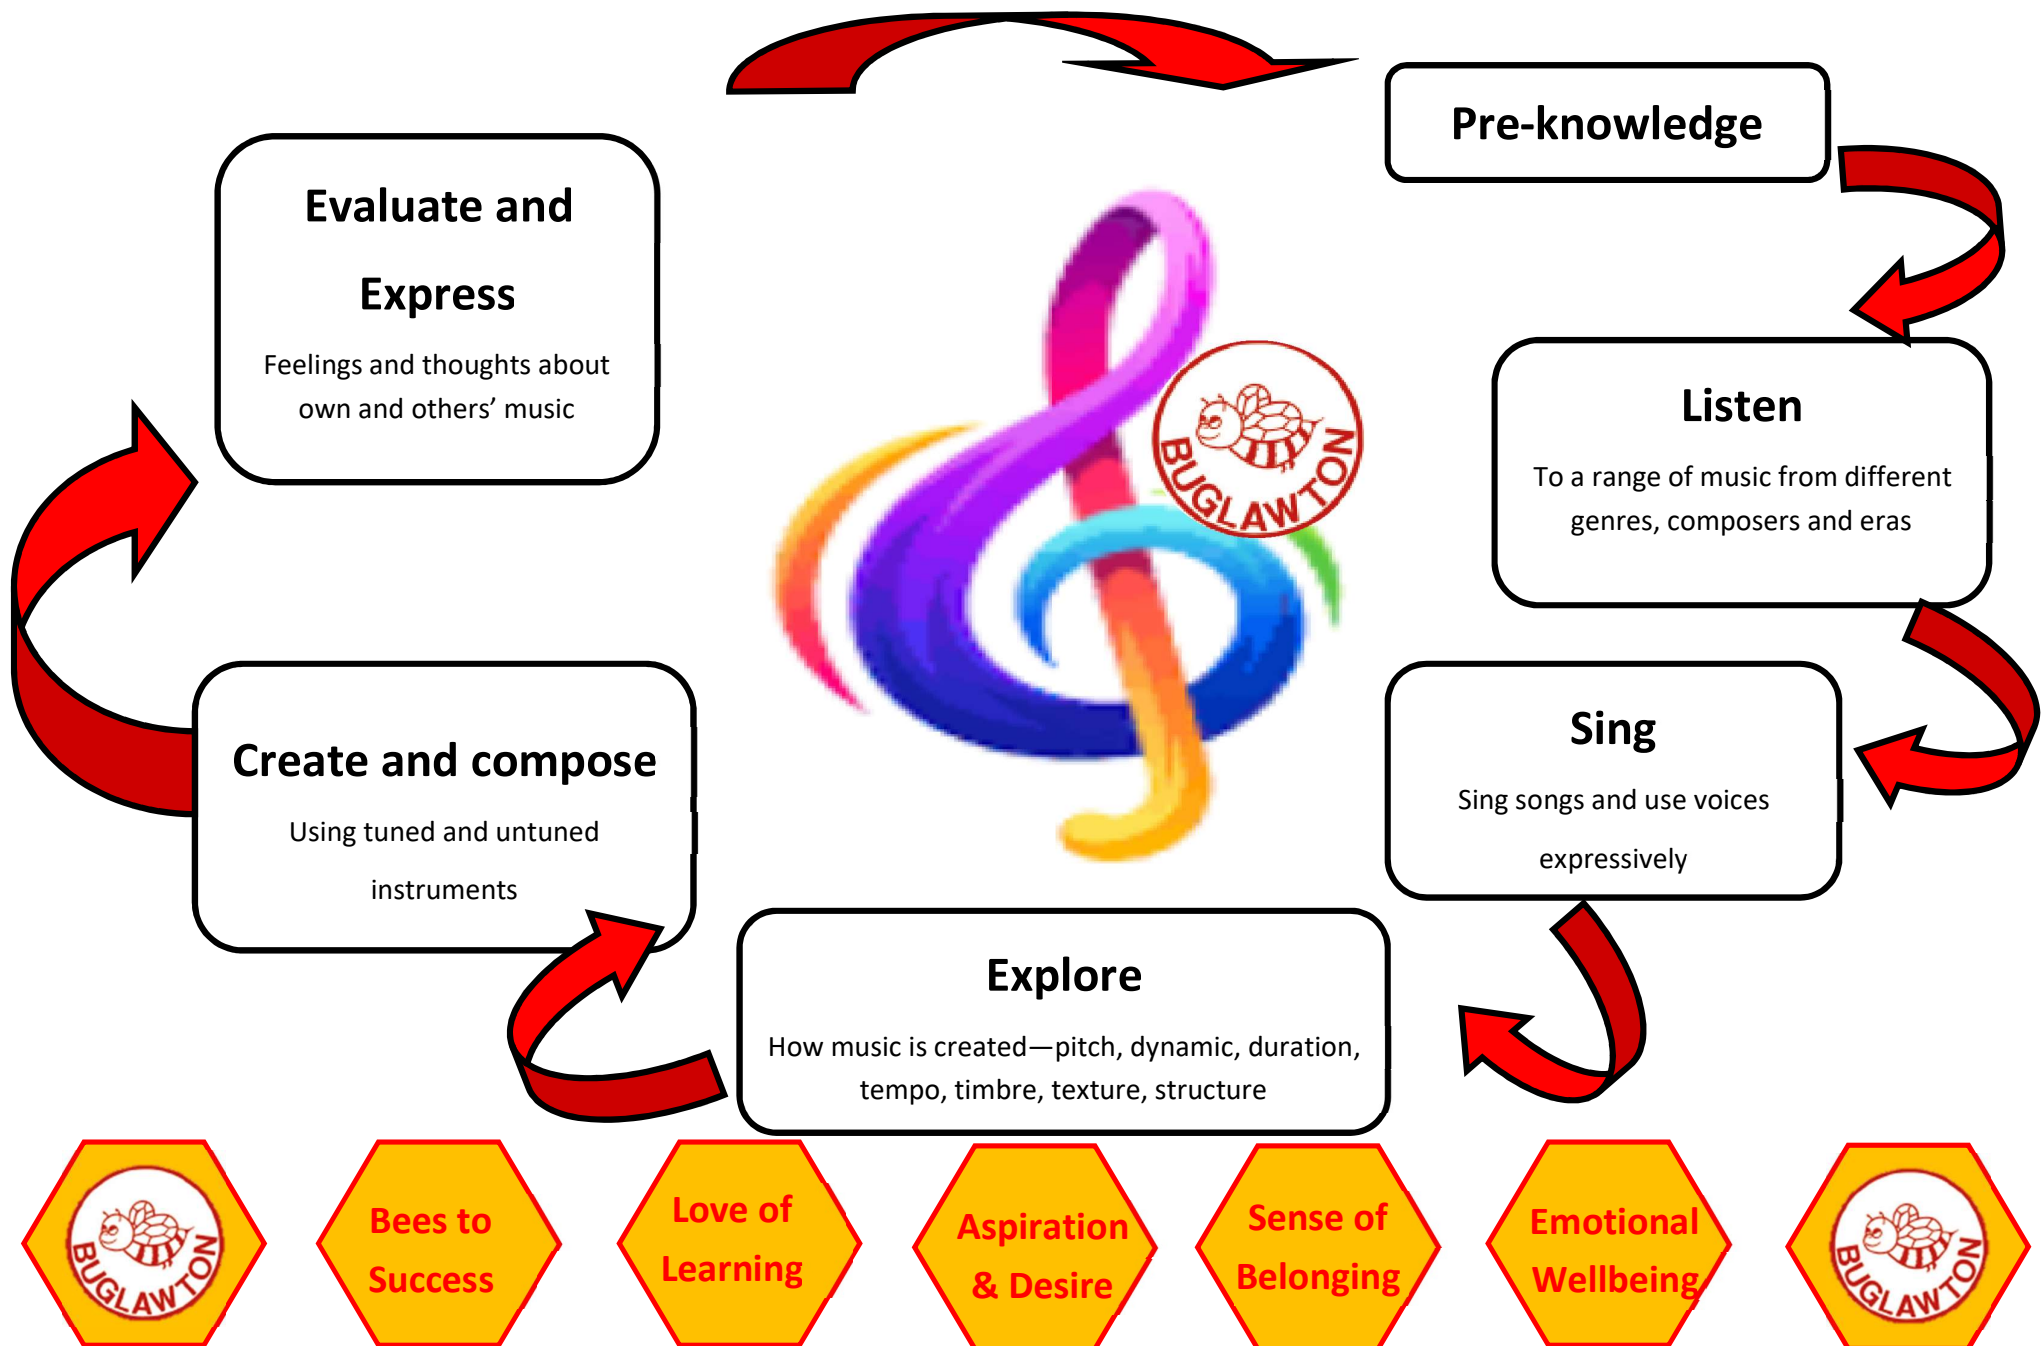 Pre-knowledge
Evaluate and
Express
Feelings and thoughts about
own and others’ music
BUGLAWTON
Listen
To a range of music from different
genres, composers and eras
Sing
Sing songs and use voices
expressively
Create and compose
Using tuned and untuned
instruments
Explore
How music is created—pitch, dynamic, duration,
tempo, timbre, texture, structure
BUGLAWTON
Bees to
Success
Love of
Learning
Aspiration
& Desire
Sense of
Belonging
Emotional
Wellbeing
BUGLAWTON